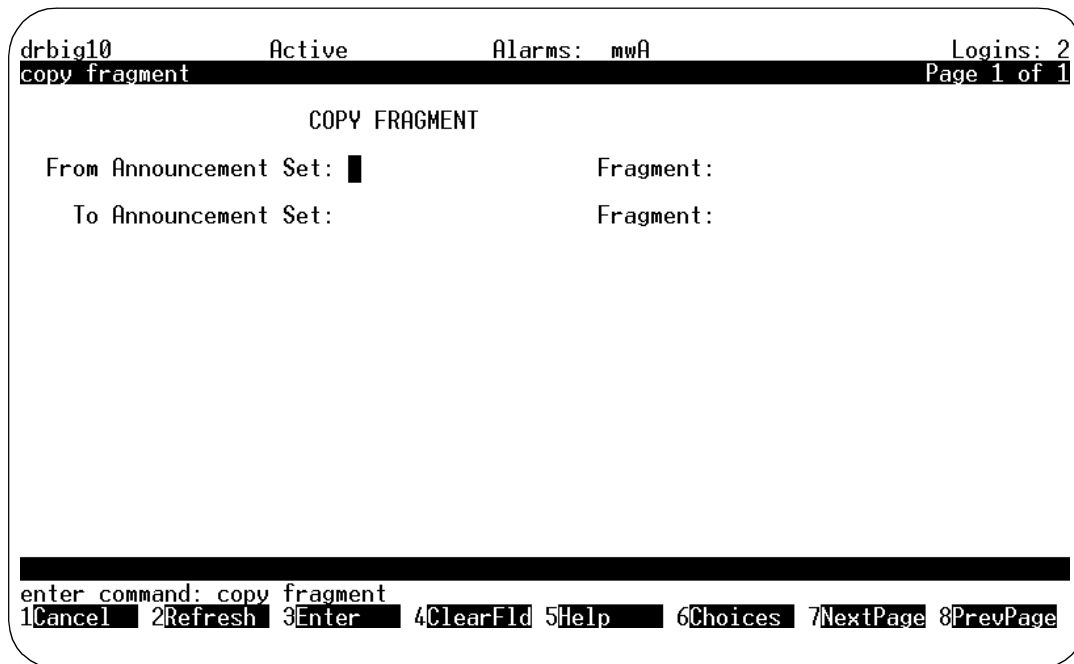 drbig10 Active Alarms: mwA Logins: 2
copy fragment Page 1 of 1
COPY FRAGMENT
From Announcement Set: Fragment:
To Announcement Set: Fragment:
enter command: copy fragment
1Cancel 2Refresh 3Enter 4ClearFld 5Help 6Choices 7NextPage 8PrevPage